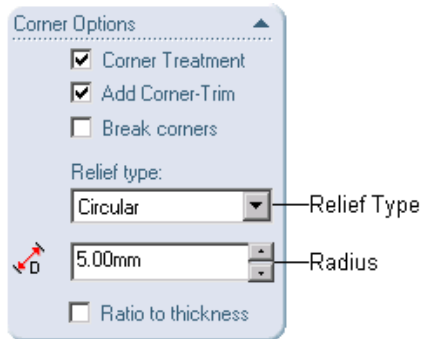 Corner Options
Corner Treatment
Add Corner-Trim
Break corners
Relief type:
Circular Relief Type
D 5.00mm Radius
Ratio to thickness